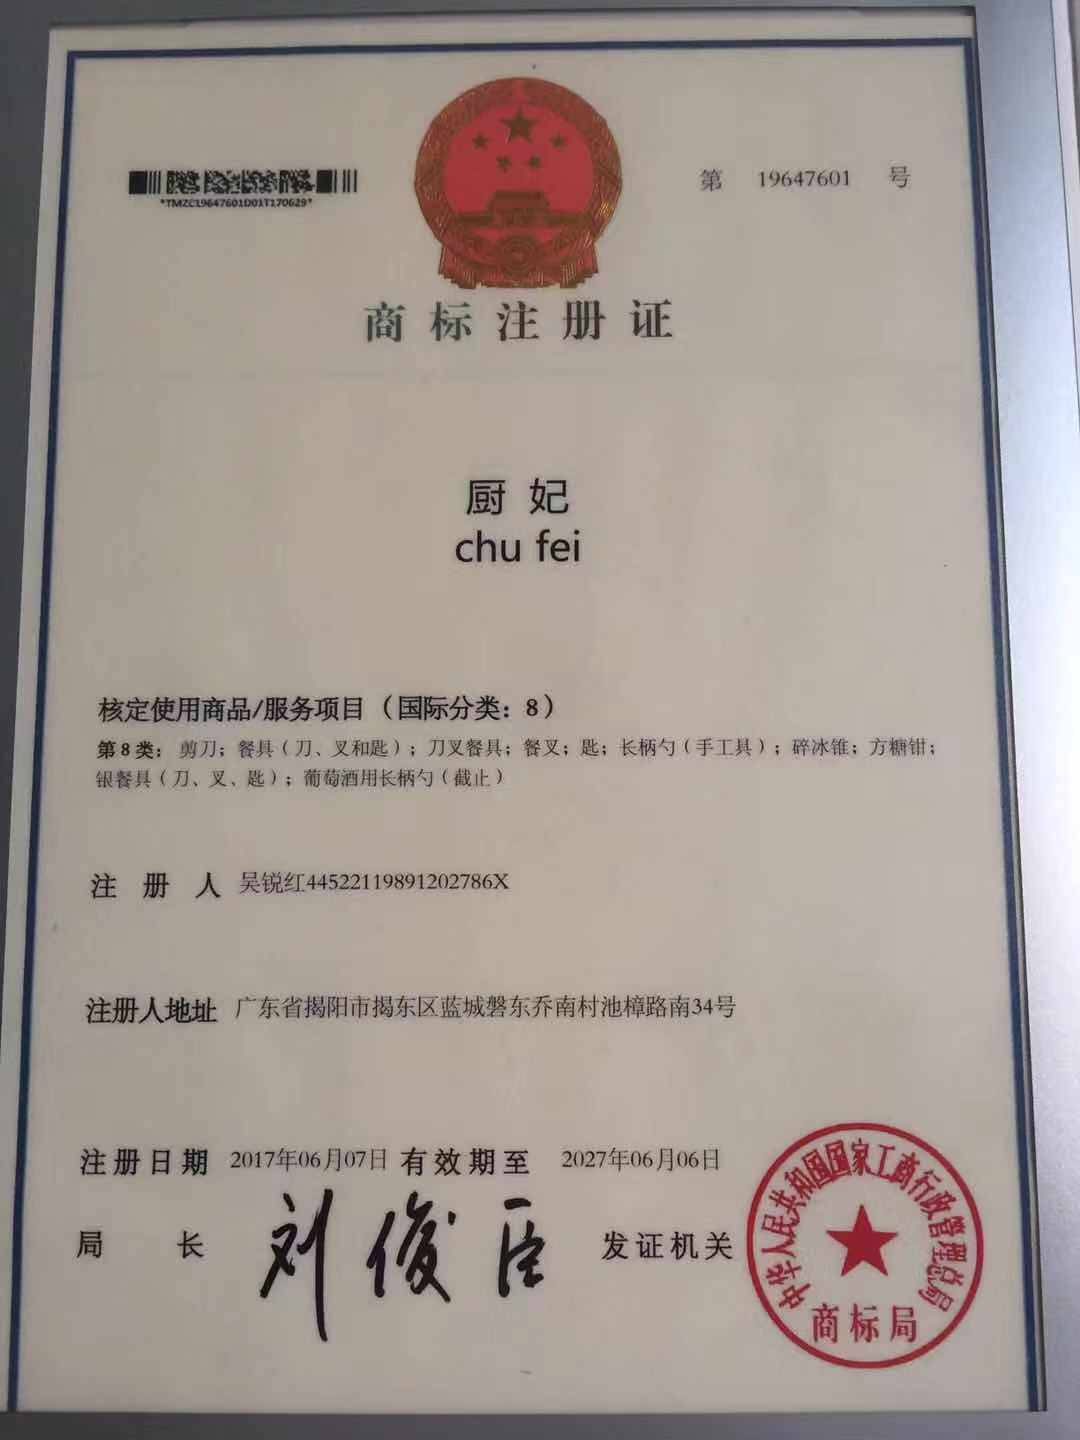 第 19647601 号
*TMZC19647601D01T170629*
商标注册证
厨妃
chu fei
核定使用商品/服务项目（国际分类：8）
第8类：剪刀；餐具（刀、叉和匙）；刀叉餐具；餐叉；匙；长柄勺（手工具）；碎冰锥；方糖钳；
银餐具（刀、叉、匙）；葡萄酒用长柄勺（截止）
注册人 吴锐红44522119891202786X
注册人地址 广东省揭阳市揭东区蓝城磐东乔南村池樟路南34号
注册日期 2017年06月07日 有效期至 2027年06月06日
局长 刘俊臣 发证机关
中华人民共和国国家工商行政管理总局
商标局